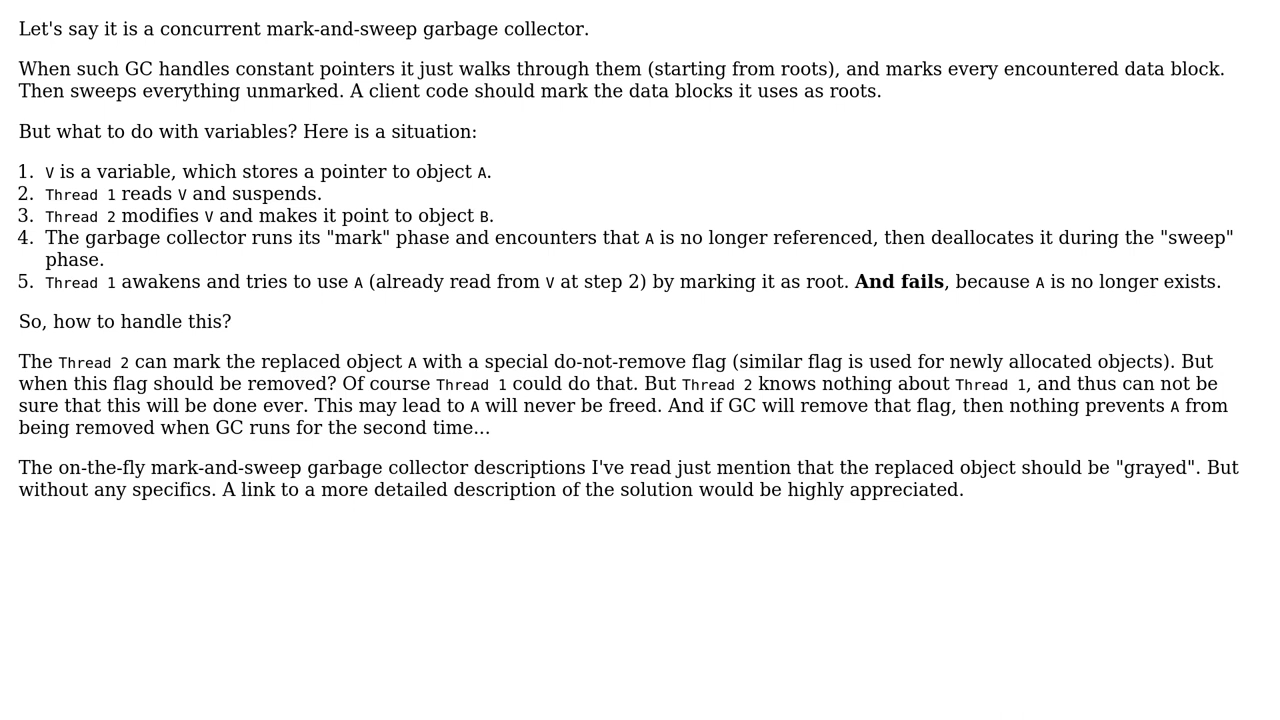 Let's say it is a concurrent mark-and-sweep garbage collector.
When such GC handles constant pointers it just walks through them (starting from roots), and marks every encountered data block.
Then sweeps everything unmarked. A client code should mark the data blocks it uses as roots.
But what to do with variables? Here is a situation:
1. V is a variable, which stores a pointer to object A.
2. Thread 1 reads V and suspends.
3. Thread 2 modifies V and makes it point to object B.
4. The garbage collector runs its "mark" phase and encounters that A is no longer referenced, then deallocates it during the "sweep"
phase.
5. Thread 1 awakens and tries to use A (already read from V at step 2) by marking it as root. And fails, because A is no longer exists.
So, how to handle this?
The Thread 2 can mark the replaced object A with a special do-not-remove flag (similar flag is used for newly allocated objects). But
when this flag should be removed? Of course Thread 1 could do that. But Thread 2 knows nothing about Thread 1, and thus can not be
sure that this will be done ever. This may lead to A will never be freed. And if GC will remove that flag, then nothing prevents A from
being removed when GC runs for the second time...
The on-the-fly mark-and-sweep garbage collector descriptions I've read just mention that the replaced object should be "grayed". But
without any specifics. A link to a more detailed description of the solution would be highly appreciated.